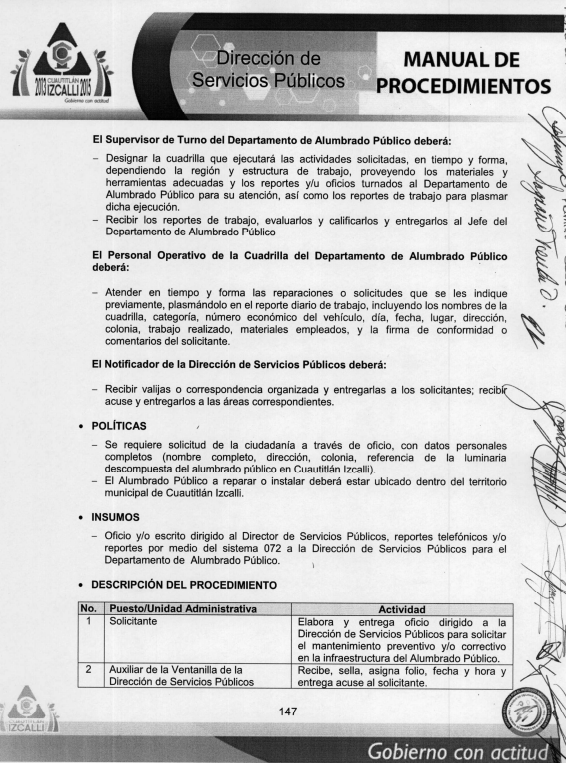 CUAUTITLÁN
2013 IZCALLI 2015
Gobierno con actitud
Dirección de
Servicios Públicos
MANUAL DE
PROCEDIMIENTOS
El Supervisor de Turno del Departamento de Alumbrado Público deberá:
– Designar la cuadrilla que ejecutará las actividades solicitadas, en tiempo y forma,
dependiendo la región y estructura de trabajo, proveyendo los materiales y
herramientas adecuadas y los reportes y/u oficios turnados al Departamento de
Alumbrado Público para su atención, así como los reportes de trabajo para plasmar
dicha ejecución.
– Recibir los reportes de trabajo, evaluarlos y calificarlos y entregarlos al Jefe del
Departamento de Alumbrado Público
El Personal Operativo de la Cuadrilla del Departamento de Alumbrado Público
deberá:
– Atender en tiempo y forma las reparaciones o solicitudes que se les indique
previamente, plasmándolo en el reporte diario de trabajo, incluyendo los nombres de la
cuadrilla, categoría, número económico del vehículo, día, fecha, lugar, dirección,
colonia, trabajo realizado, materiales empleados, y la firma de conformidad o
comentarios del solicitante.
El Notificador de la Dirección de Servicios Públicos deberá:
– Recibir valijas o correspondencia organizada y entregarlas a los solicitantes; recibir
acuse y entregarlos a las áreas correspondientes.
• POLÍTICAS
– Se requiere solicitud de la ciudadanía a través de oficio, con datos personales
completos (nombre completo, dirección, colonia, referencia de la luminaria
descompuesta del alumbrado público en Cuautitlán Izcalli).
– El Alumbrado Público a reparar o instalar deberá estar ubicado dentro del territorio
municipal de Cuautitlán Izcalli.
• INSUMOS
– Oficio y/o escrito dirigido al Director de Servicios Públicos, reportes telefónicos y/o
reportes por medio del sistema 072 a la Dirección de Servicios Públicos para el
Departamento de Alumbrado Público.
• DESCRIPCIÓN DEL PROCEDIMIENTO
No. Puesto/Unidad Administrativa Actividad
1 Solicitante Elabora y entrega oficio dirigido a la
Dirección de Servicios Públicos para solicitar
el mantenimiento preventivo y/o correctivo
en la infraestructura del Alumbrado Público.
2 Auxiliar de la Ventanilla de la Recibe, sella, asigna folio, fecha y hora y
Dirección de Servicios Públicos entrega acuse al solicitante.
147
CUAUTITLÁN
IZCALLI
Gobierno con actitud